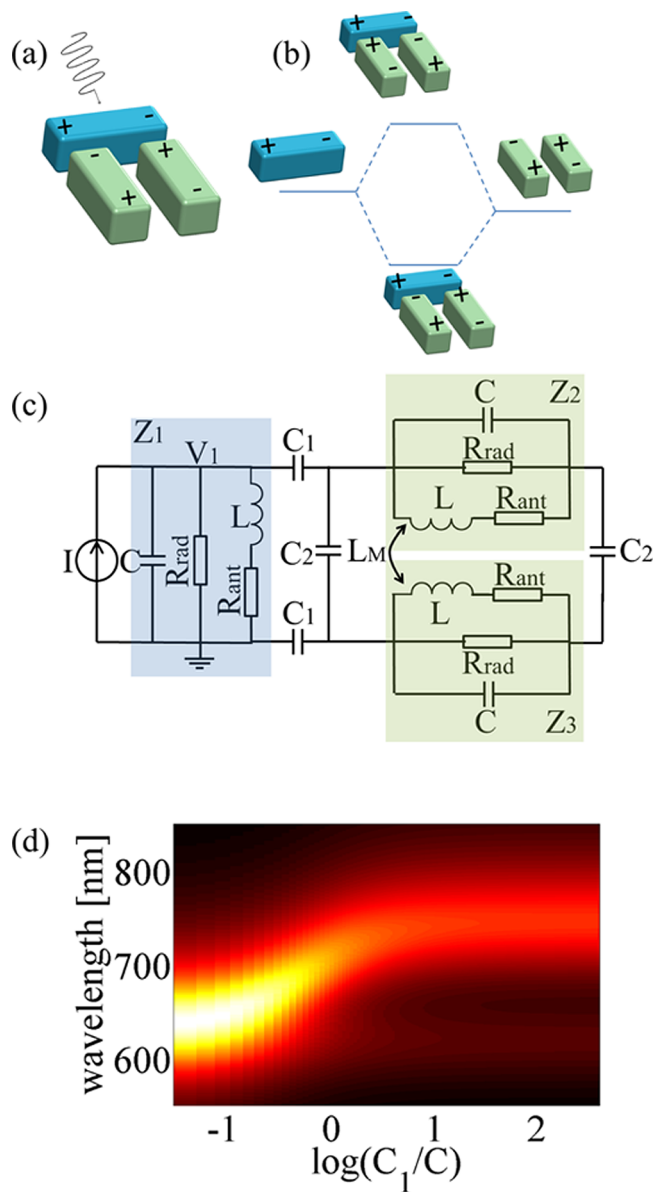 (a)
(b)
+ -
+ -
- +
+ -
+ -
- +
+ -
+ -
- +
+ -
+ -
- +
+ -
(c)
Z1
V1
I
C
Rrad
L
Rant
C1
C1
C2
LM
C
Z2
Rrad
L
Rant
C2
L
Rant
Rrad
C
Z3
(d)
wavelength [nm]
800
700
600
-1 0 1 2
log(C1/C)